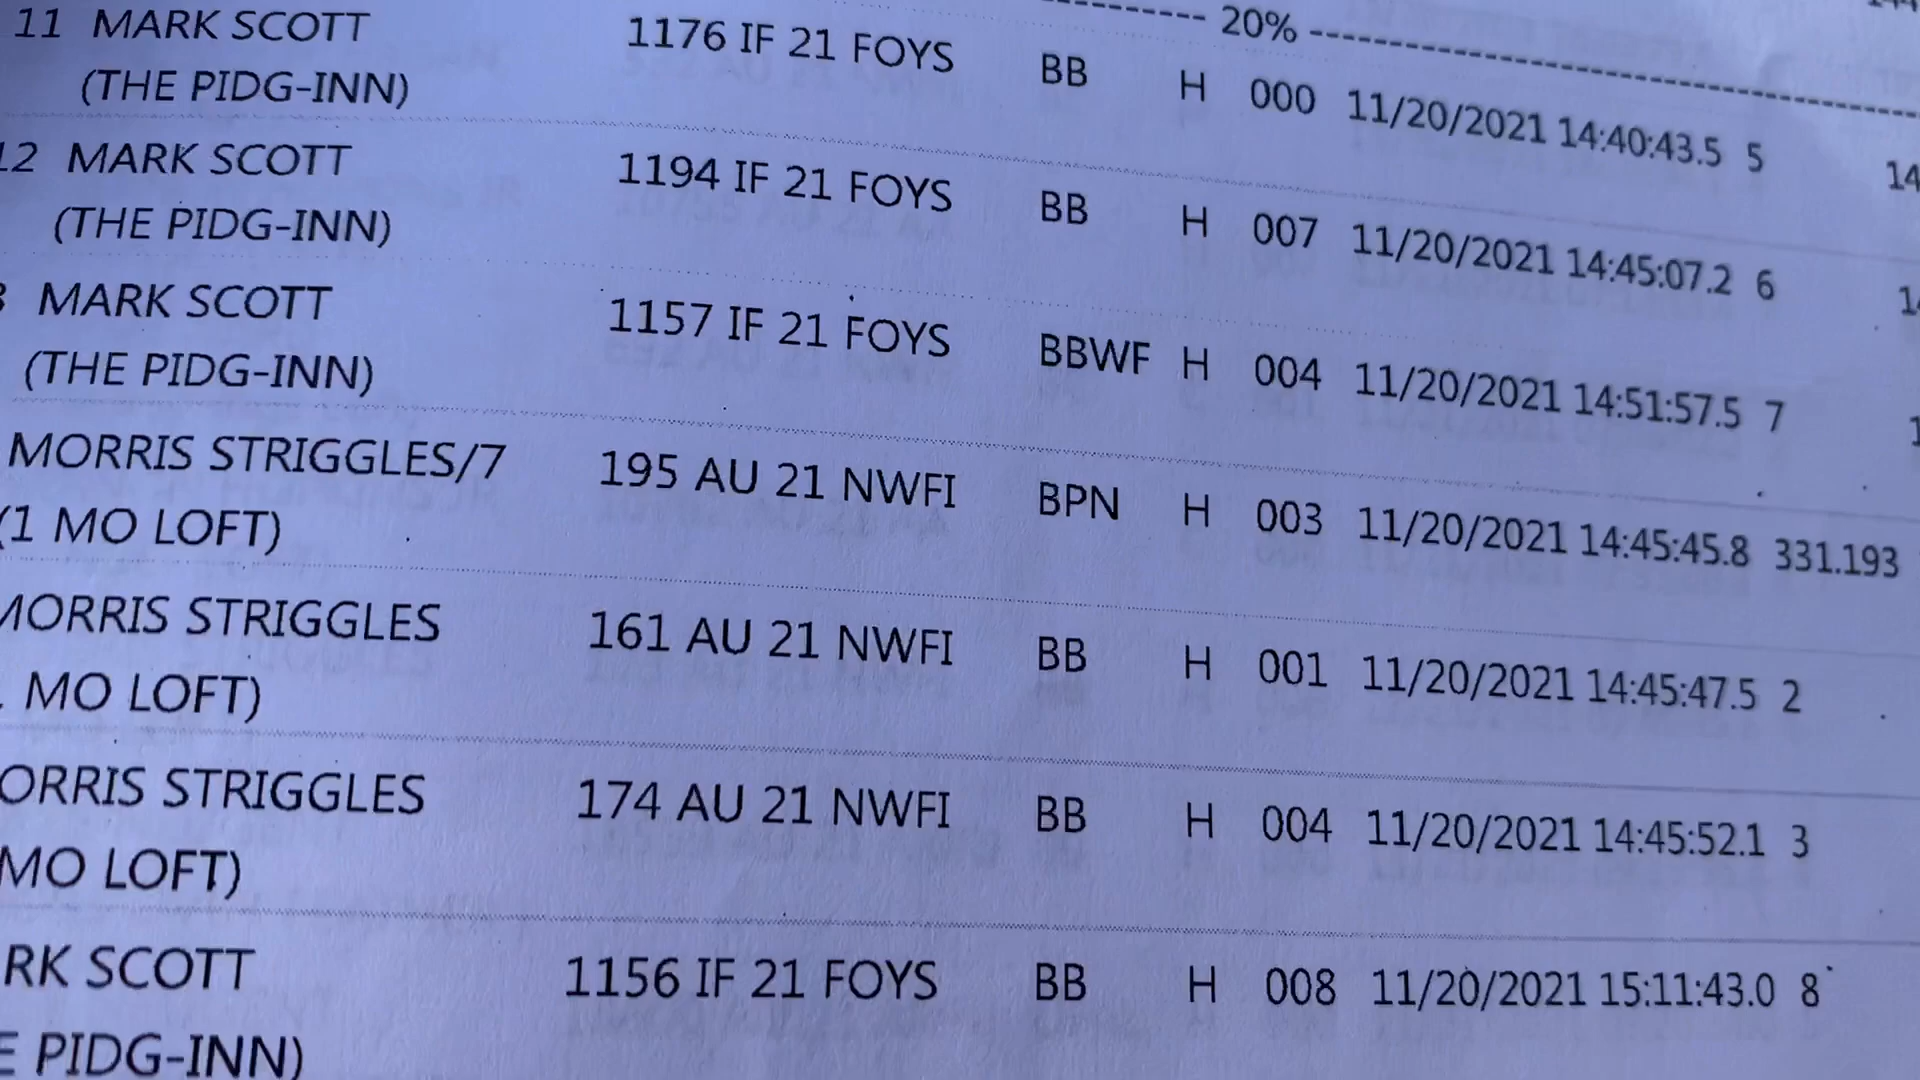 20%
11 MARK SCOTT 1176 IF 21 FOYS BB H 000 11/20/2021 14:40:43.5 5
(THE PIDG-INN)
12 MARK SCOTT 1194 IF 21 FOYS BB H 007 11/20/2021 14:45:07.2 6
(THE PIDG-INN)
MARK SCOTT 1157 IF 21 FOYS BBWF H 004 11/20/2021 14:51:57.5 7
(THE PIDG-INN)
MORRIS STRIGGLES/7 195 AU 21 NWFI BPN H 003 11/20/2021 14:45:45.8 331.193
(1 MO LOFT)
MORRIS STRIGGLES 161 AU 21 NWFI BB H 001 11/20/2021 14:45:47.5 2
MO LOFT)
ORRIS STRIGGLES 174 AU 21 NWFI BB H 004 11/20/2021 14:45:52.1 3
MO LOFT)
RK SCOTT 1156 IF 21 FOYS BB H 008 11/20/2021 15:11:43.0 8
E PIDG-INN)